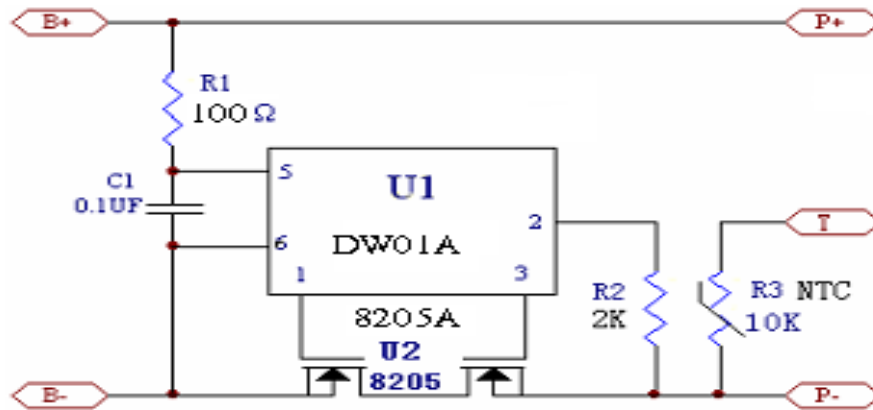 B+
P+
R1
100Ω
C1
0.1UF
5
U1
6
DW01A
2
1
3
T
R2
2K
R3 NTC
10K
8205A
U2
8205
B-
P-